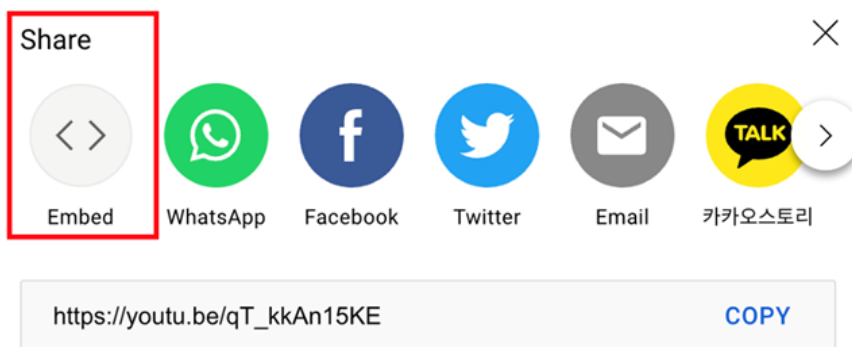 Share
TALK
Embed WhatsApp Facebook Twitter Email 카카오스토리
https://youtu.be/qT_kkAn15KE COPY